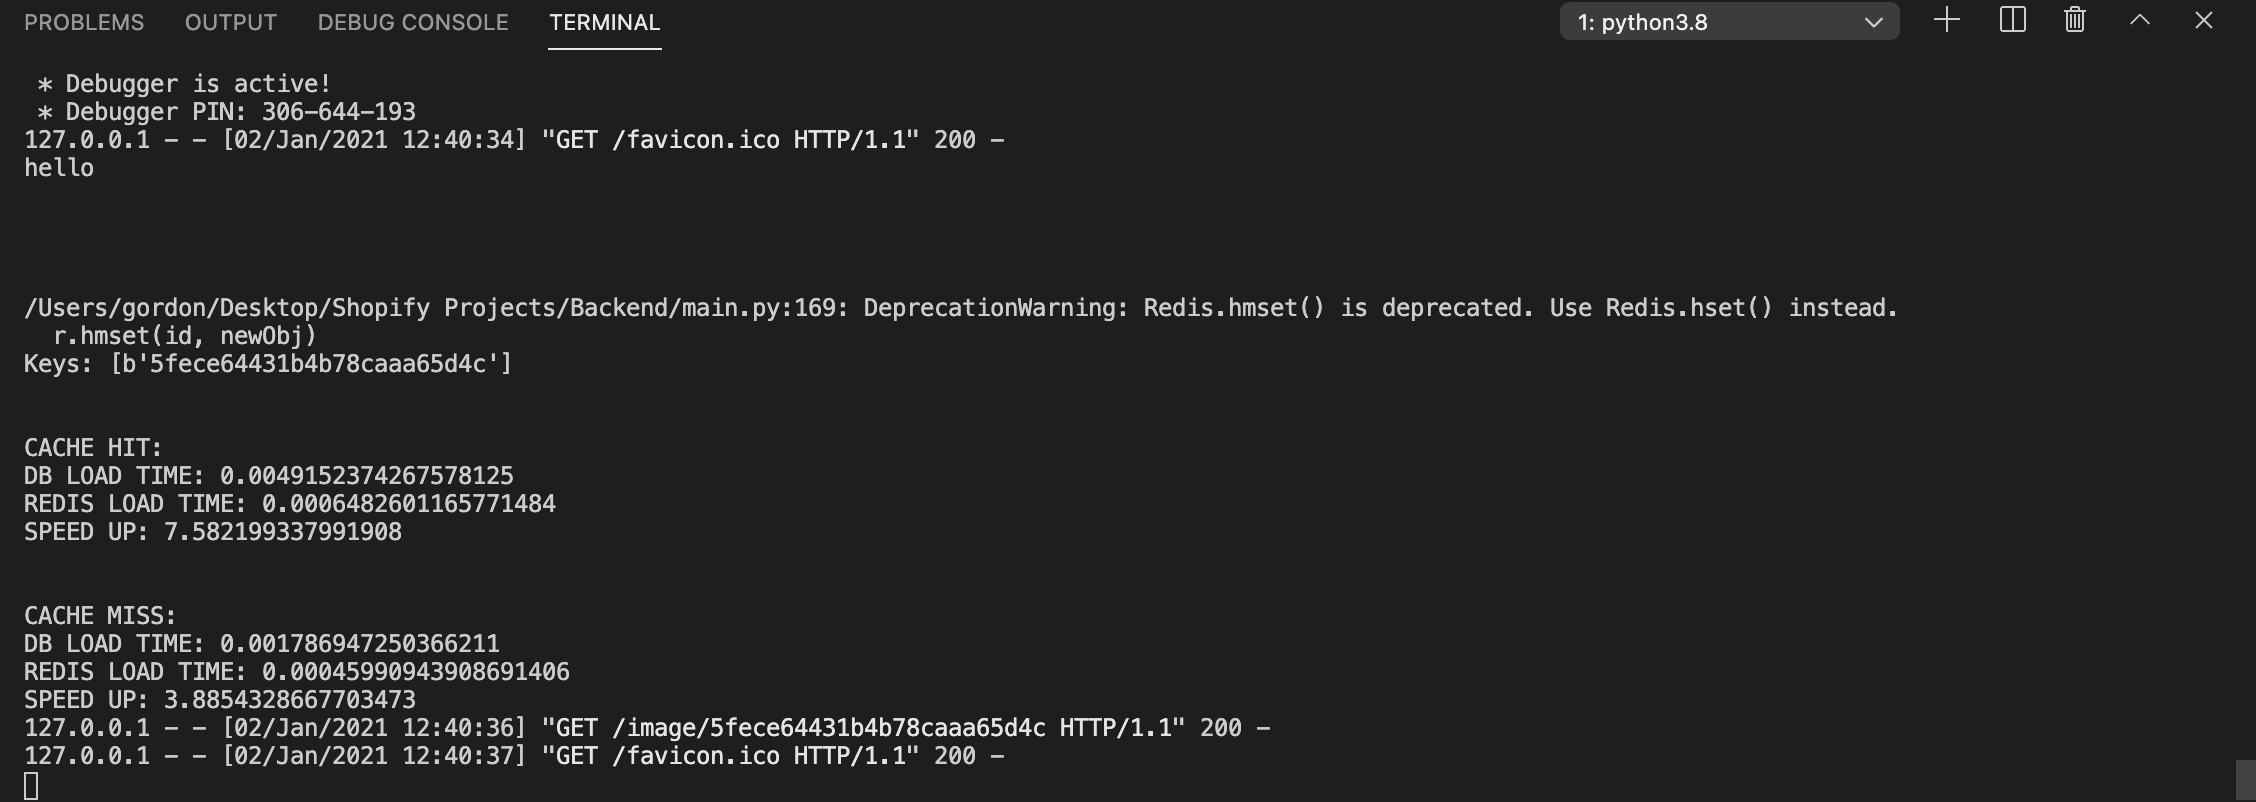 PROBLEMS OUTPUT DEBUG CONSOLE TERMINAL 1: python3.8
* Debugger is active!
* Debugger PIN: 306-644-193
127.0.0.1 - - [02/Jan/2021 12:40:34] "GET /favicon.ico HTTP/1.1" 200 -
hello
/Users/gordon/Desktop/Shopify Projects/Backend/main.py:169: DeprecationWarning: Redis.hmset() is deprecated. Use Redis.hset() instead.
r.hmset(id, newObj)
Keys: [b'5fece64431b4b78caaa65d4c']
CACHE HIT:
DB LOAD TIME: 0.0049152374267578125
REDIS LOAD TIME: 0.0006482601165771484
SPEED UP: 7.582199337991908
CACHE MISS:
DB LOAD TIME: 0.001786947250366211
REDIS LOAD TIME: 0.00045990943908691406
SPEED UP: 3.8854328667703473
127.0.0.1 - - [02/Jan/2021 12:40:36] "GET /image/5fece64431b4b78caaa65d4c HTTP/1.1" 200 -
127.0.0.1 - - [02/Jan/2021 12:40:37] "GET /favicon.ico HTTP/1.1" 200 -